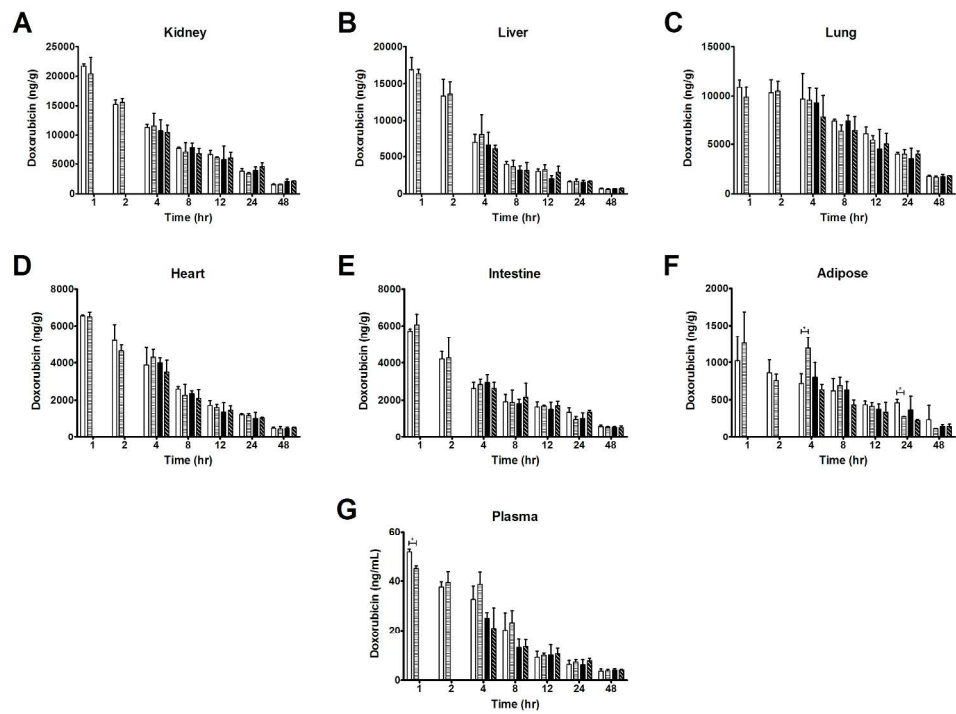 A
Kidney
Doxorubicin (ng/g)
25000
20000
15000
10000
5000
0
1 2 4 8 12 24 48
Time (hr)
B
Liver
Doxorubicin (ng/g)
20000
15000
10000
5000
0
1 2 4 8 12 24 48
Time (hr)
C
Lung
Doxorubicin (ng/g)
15000
10000
5000
0
1 2 4 8 12 24 48
Time (hr)
D
Heart
Doxorubicin (ng/g)
8000
6000
4000
2000
0
1 2 4 8 12 24 48
Time (hr)
E
Intestine
Doxorubicin (ng/g)
8000
6000
4000
2000
0
1 2 4 8 12 24 48
Time (hr)
F
Adipose
Doxorubicin (ng/g)
2000
1500
1000
500
0
*
*
1 2 4 8 12 24 48
Time (hr)
G
Plasma
Doxorubicin (ng/mL)
60
40
20
0
*
1 2 4 8 12 24 48
Time (hr)